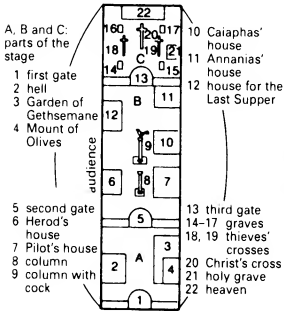 A, B and C:
parts of the
stage
1 first gate
2 hell
3 Garden of
Gethsemane
4 Mount of
Olives
5 second gate
6 Herod's
house
7 Pilot's house
8 column
9 column with
cock
audience
22
16
17
20
18
19
21
C
14
15
13
B
11
12
9
10
6
8
7
5
A
3
2
4
1
10 Caiaphas'
house
11 Annanias'
house
12 house for the
Last Supper
13 third gate
14–17 graves
18, 19 thieves'
crosses
20 Christ's cross
21 holy grave
22 heaven